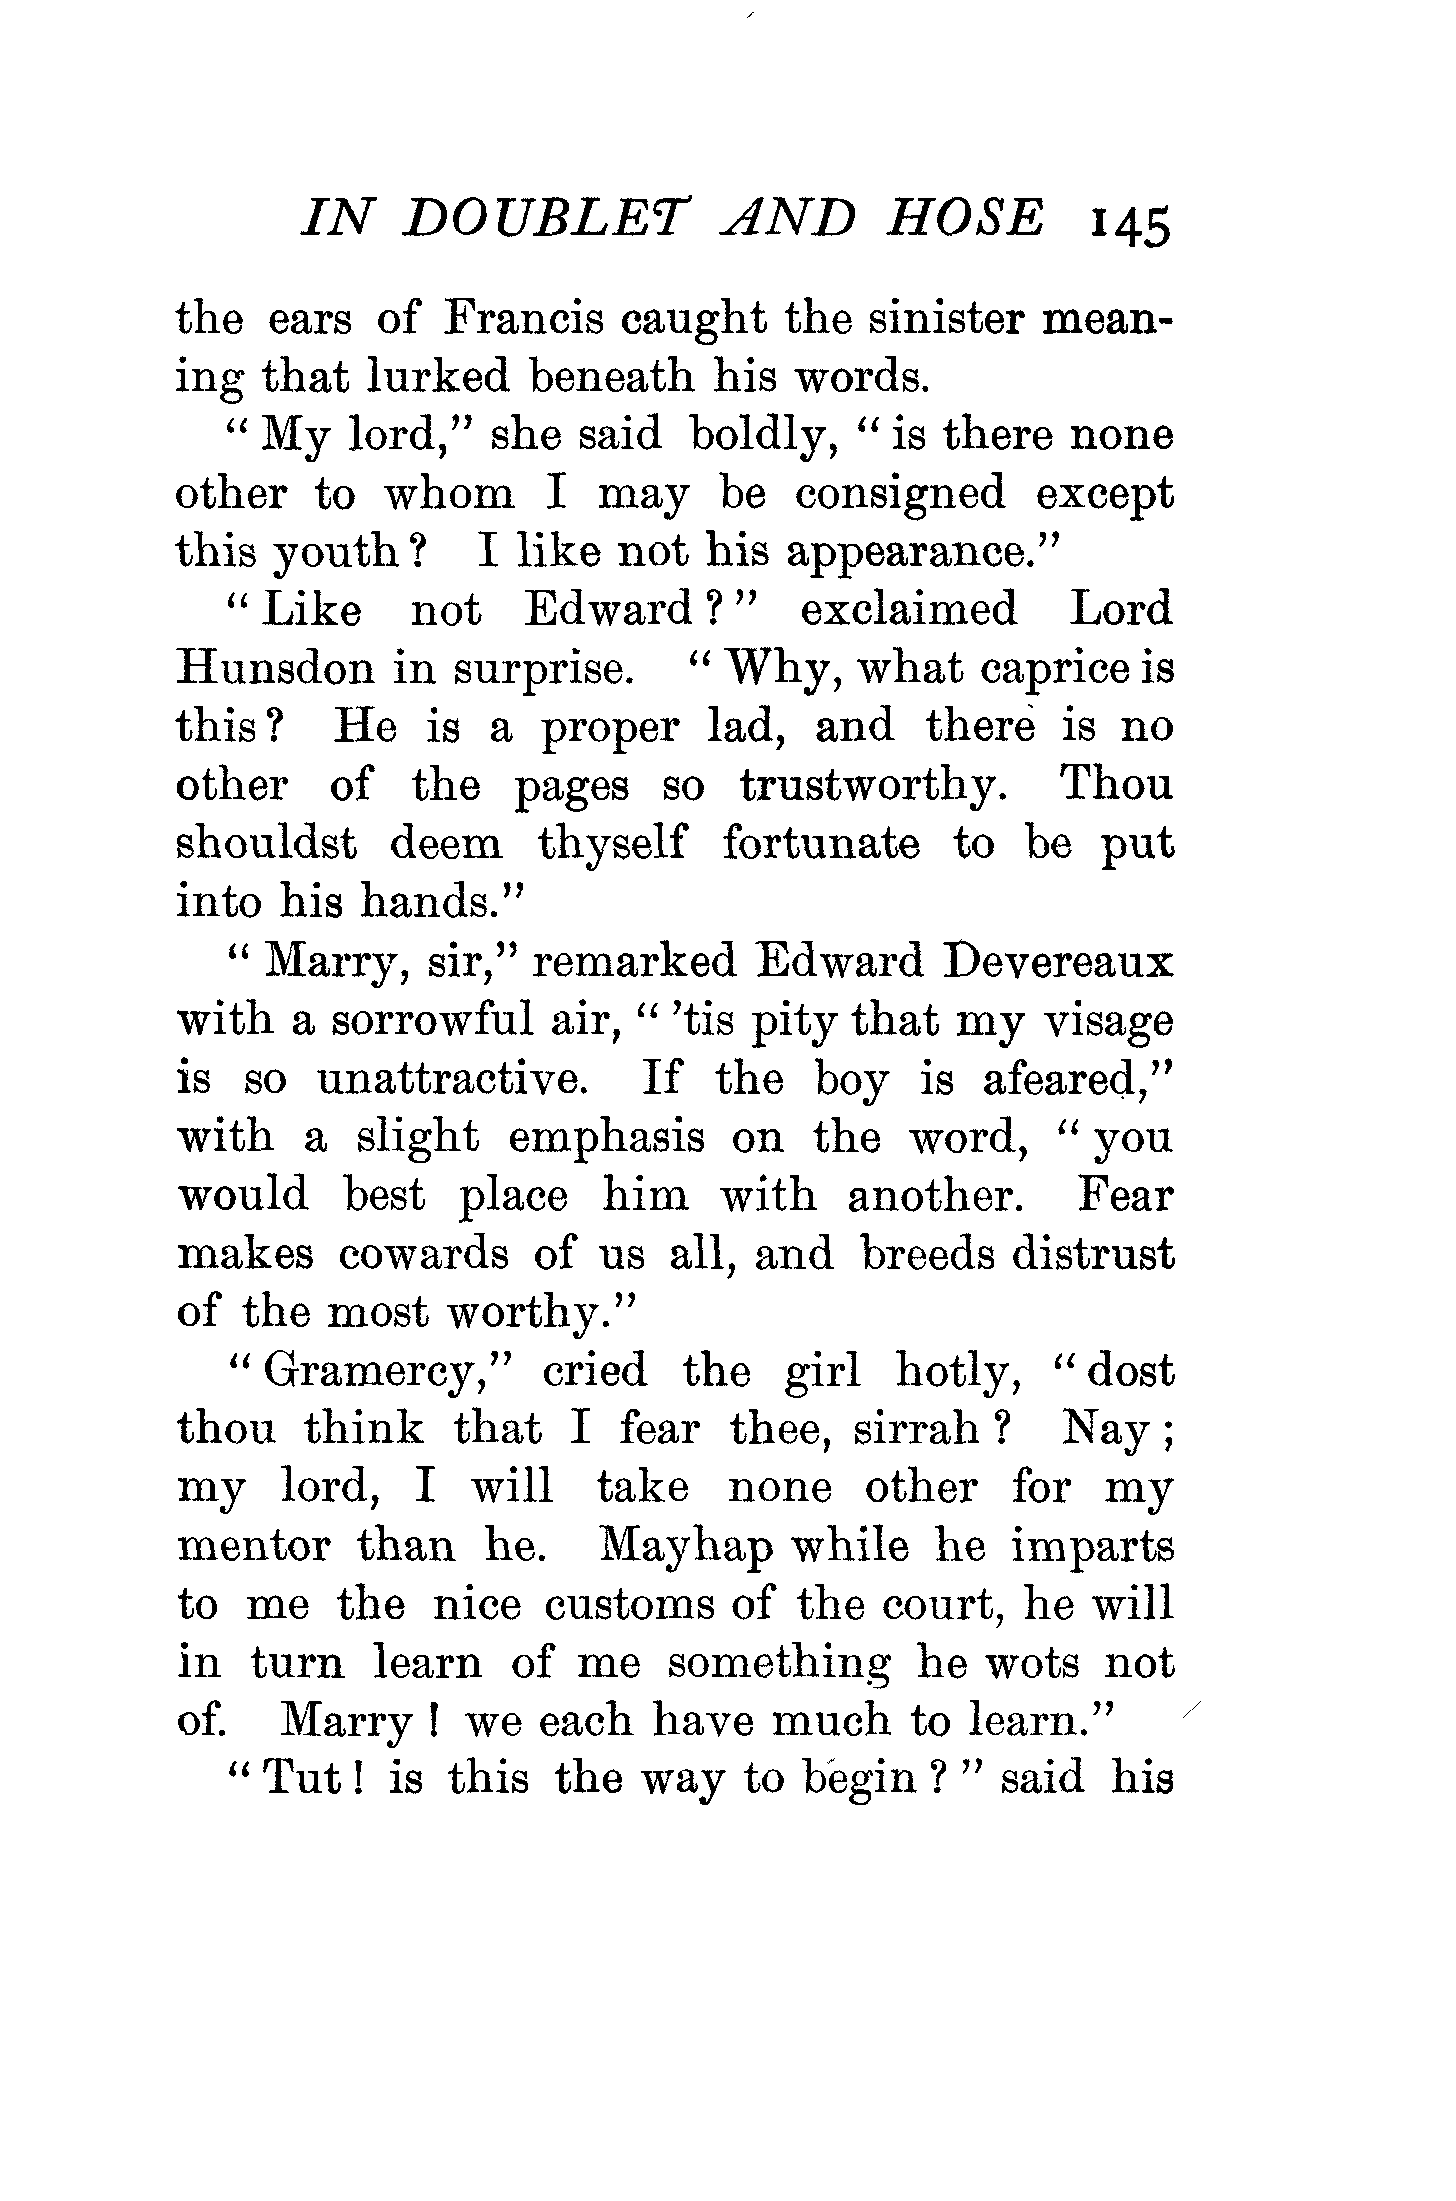 IN DOUBLET AND HOSE 145
the ears of Francis caught the sinister mean-
ing that lurked beneath his words.
“My lord,” she said boldly, “is there none
other to whom I may be consigned except
this youth? I like not his appearance.”
“Like not Edward?” exclaimed Lord
Hunsdon in surprise. “Why, what caprice is
this? He is a proper lad, and there is no
other of the pages so trustworthy. Thou
shouldst deem thyself fortunate to be put
into his hands.”
“Marry, sir,” remarked Edward Devereaux
with a sorrowful air, “’tis pity that my visage
is so unattractive. If the boy is afeared,”
with a slight emphasis on the word, “you
would best place him with another. Fear
makes cowards of us all, and breeds distrust
of the most worthy.”
“Gramercy,” cried the girl hotly, “dost
thou think that I fear thee, sirrah? Nay;
my lord, I will take none other for my
mentor than he. Mayhap while he imparts
to me the nice customs of the court, he will
in turn learn of me something he wots not
of. Marry! we each have much to learn.”
“Tut! is this the way to begin?” said his